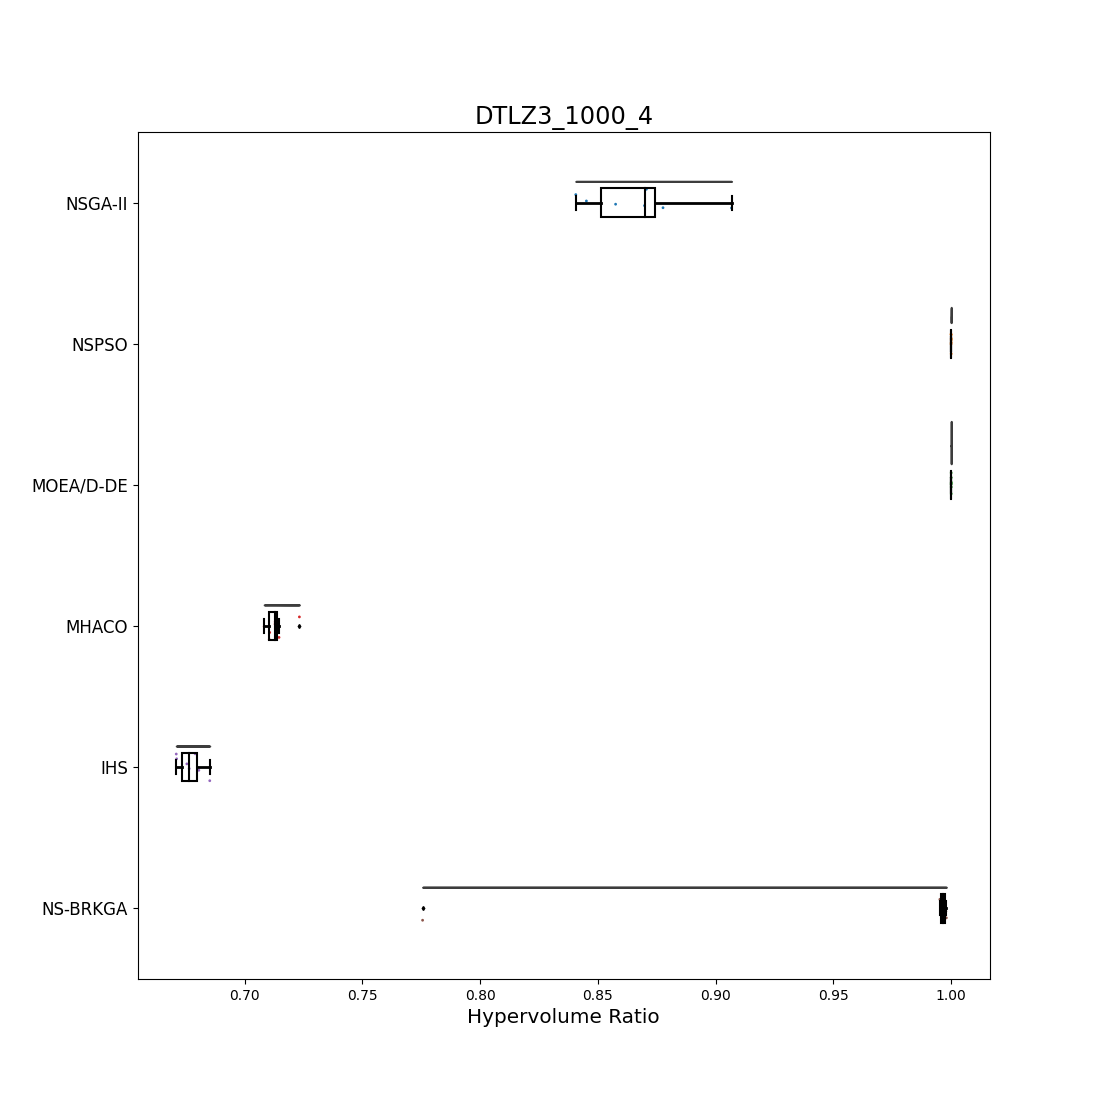 DTLZ3_1000_4
NSGA-II
NSPSO
MOEA/D-DE
MHACO
IHS
NS-BRKGA
0.70 0.75 0.80 0.85 0.90 0.95 1.00
Hypervolume Ratio